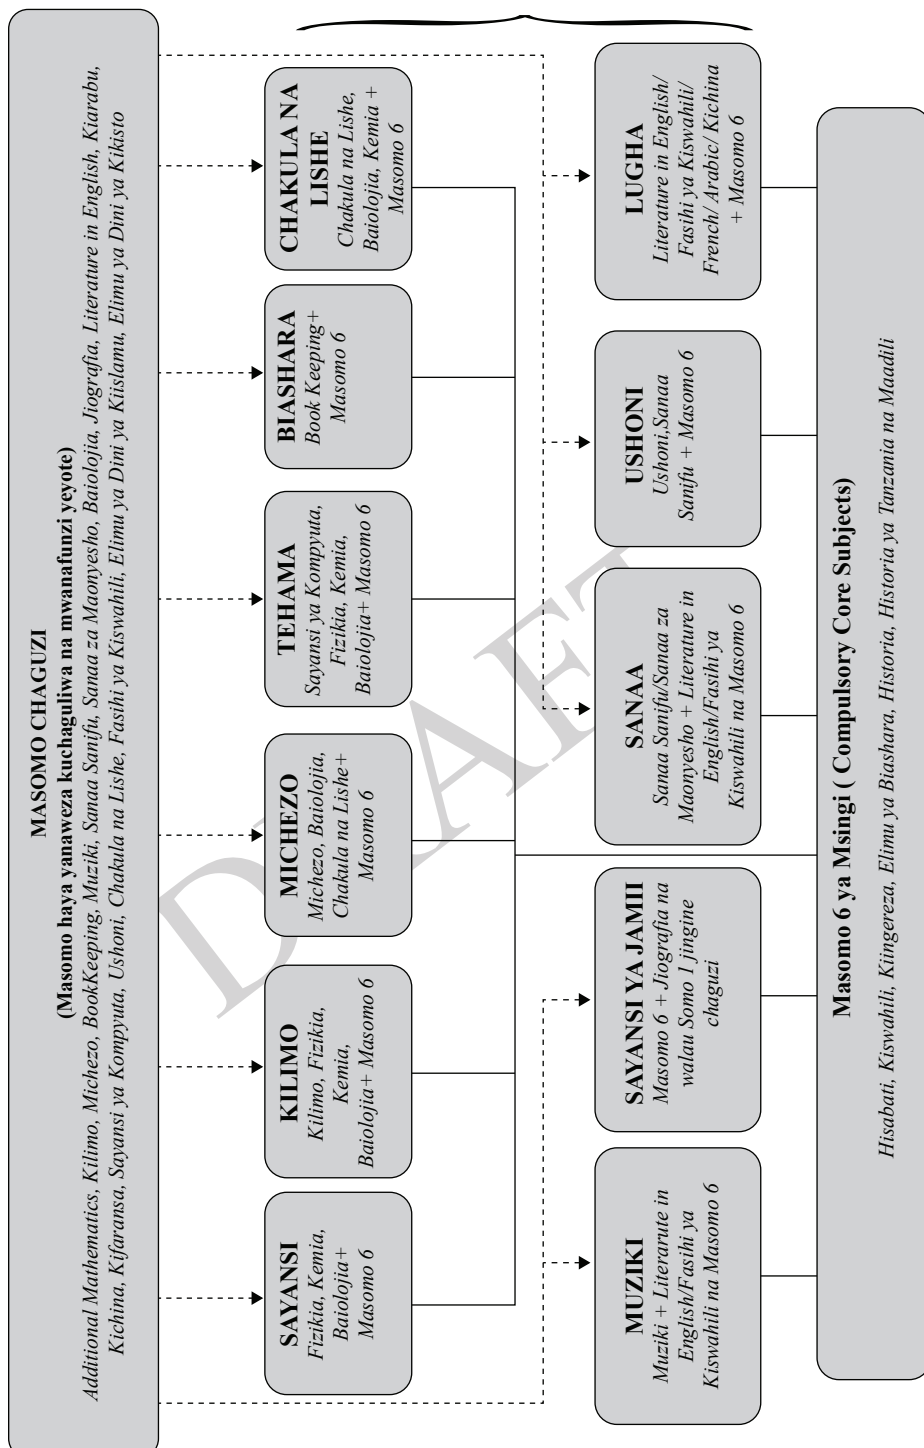 MASOMO CHAGUZI
(Masomo haya yanaweza kuchaguliwa na mwanafunzi yeyote)
Additional Mathematics, Kilimo, Michezo, BookKeeping, Muziki, Sanaa Sanifu, Sanaa za Maonyesho, Baiolojia, Jiografia, Literature in English, Kiarabu,
Kichina, Kifaransa, Sayansi ya Kompyuta, Ushoni, Chakula na Lishe, Fasihi ya Kiswahili, Elimu ya Dini ya Kiislamu, Elimu ya Dini ya Kikisto
SAYANSI
Fizikia, Kemia,
Baiolojia+
Masomo 6
KILIMO
Kilimo, Fizikia,
Kemia,
Baiolojia+ Masomo 6
MICHEZO
Michezo, Baiolojia,
Chakula na Lishe+
Masomo 6
TEHAMA
Sayansi ya Kompyuta,
Fizikia, Kemia,
Baiolojia+ Masomo 6
BIASHARA
Book Keeping+
Masomo 6
CHAKULA NA
LISHE
Chakula na Lishe,
Baiolojia, Kemia +
Masomo 6
MUZIKI
Muziki + Literarute in
English/Fasihi ya
Kiswahili na Masomo 6
SAYANSI YA JAMII
Masomo 6 + Jiografia na
walau Somo 1 jingine
chaguzi
SANAA
Sanaa Sanifu/Sanaa za
Maonyesho + Literature in
English/Fasihi ya
Kiswahili na Masomo 6
USHONI
Ushoni,Sanaa
Sanifu + Masomo 6
LUGHA
Literature in English/
Fasihi ya Kiswahili/
French/ Arabic/ Kichina
+ Masomo 6
Masomo 6 ya Msingi ( Compulsory Core Subjects)
Hisabati, Kiswahili, Kiingereza, Elimu ya Biashara, Historia, Historia ya Tanzania na Maadili
DRAFT